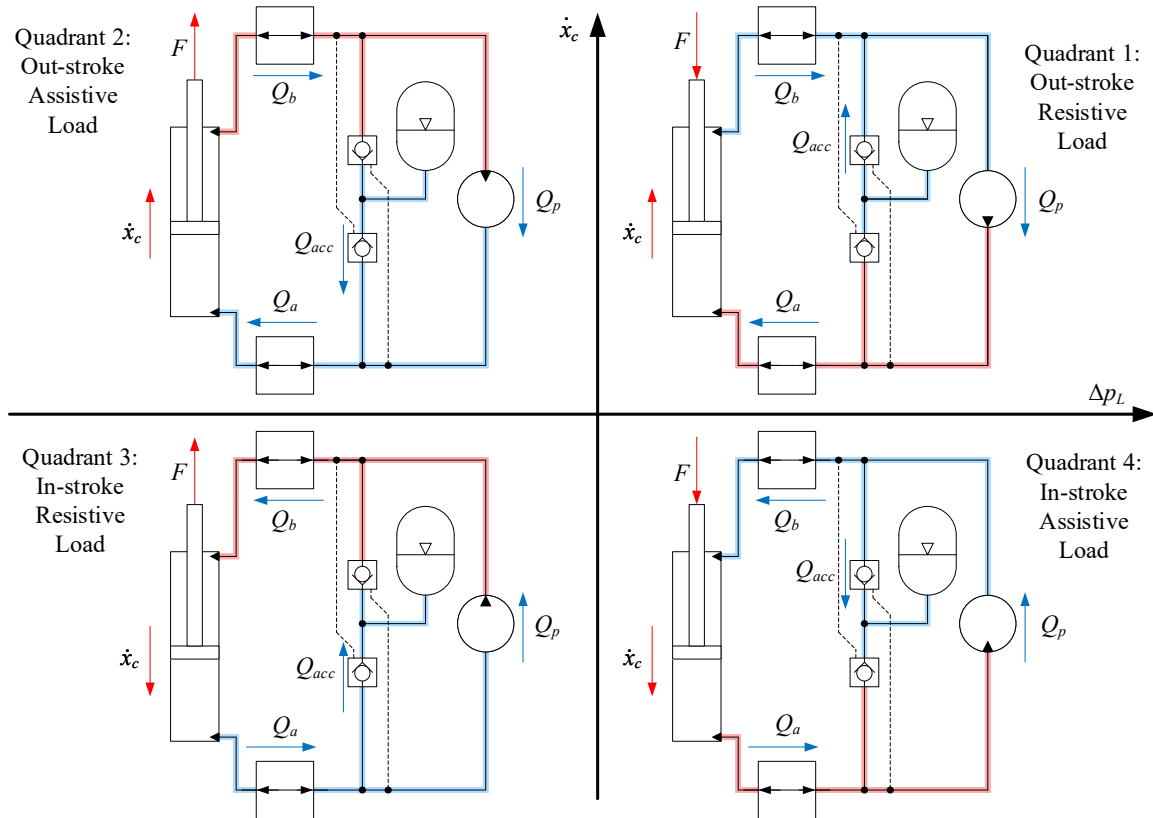 Quadrant 2:
Out-stroke
Assistive
Load
F
Q_b
Q_acc
Q_p
ẋ_c
Q_a
ẋ_c
Quadrant 1:
Out-stroke
Resistive
Load
F
Q_b
Q_acc
Q_p
ẋ_c
Q_a
Δp_L
Quadrant 3:
In-stroke
Resistive
Load
F
Q_b
Q_p
ẋ_c
Q_acc
Q_a
Quadrant 4:
In-stroke
Assistive
Load
F
Q_b
Q_acc
Q_p
ẋ_c
Q_a